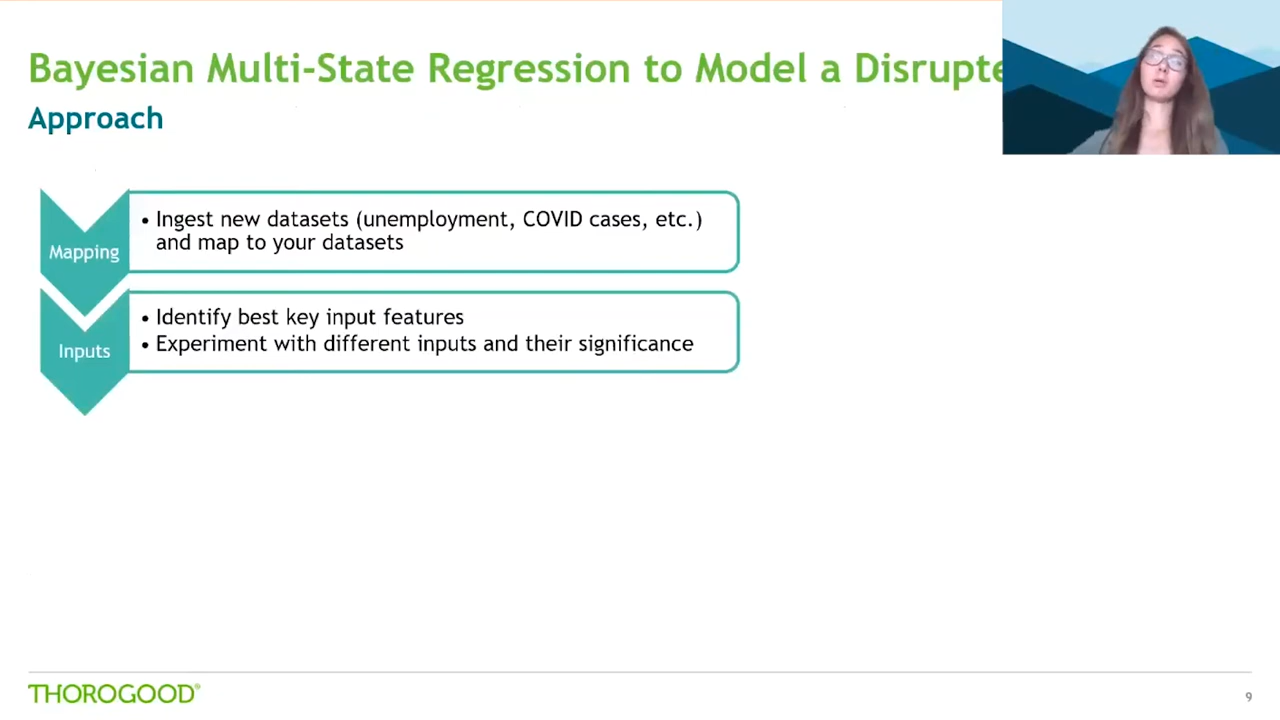 Bayesian Multi-State Regression to Model a Disrupte
Approach
Mapping
• Ingest new datasets (unemployment, COVID cases, etc.)
and map to your datasets
Inputs
• Identify best key input features
• Experiment with different inputs and their significance
THOROGOOD®
9